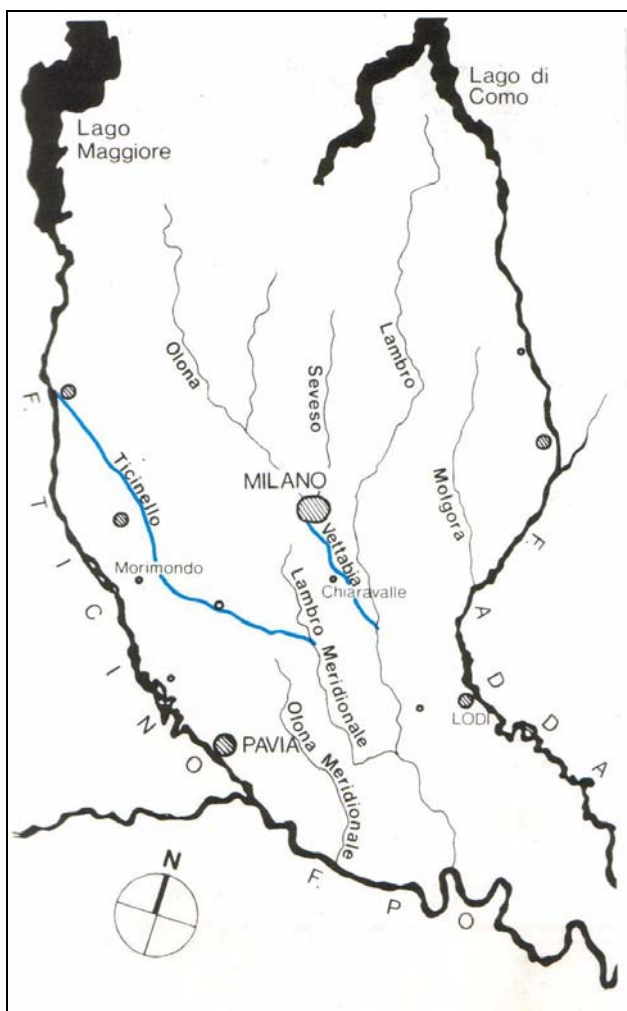 Lago
Maggiore
Lago di
Como
Olona
Seveso
Lambro
Molgora
Ticinello
MILANO
Vettabia
Morimondo
Chiaravalle
Lambro Meridionale
Olona Meridionale
PAVIA
LODI
F. TICINO
F. ADDA
F. PO
N